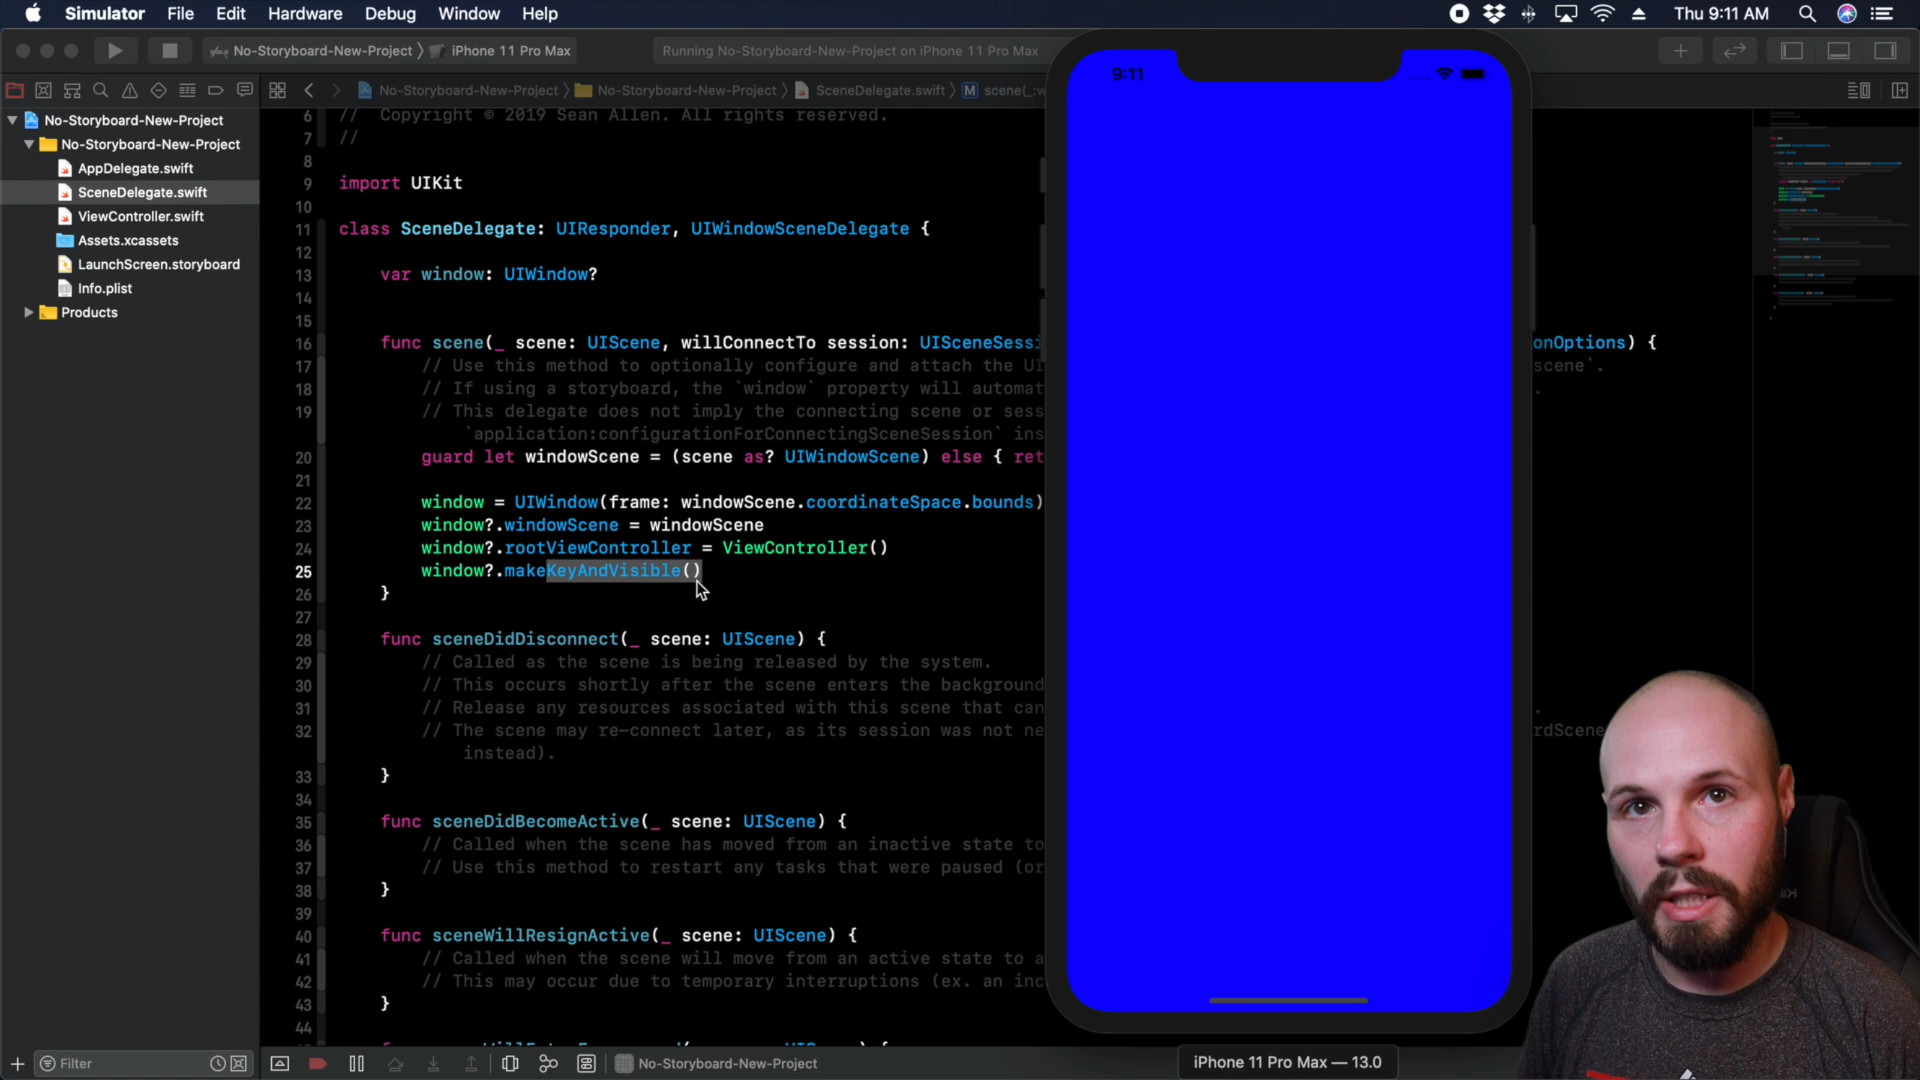 Simulator File Edit Hardware Debug Window Help Thu 9:11 AM
No-Storyboard-New-Project iPhone 11 Pro Max Running No-Storyboard-New-Project on iPhone 11 Pro Max
No-Storyboard-New-Project No-Storyboard-New-Project SceneDelegate.swift M scene(_:w
No-Storyboard-New-Project
No-Storyboard-New-Project
AppDelegate.swift
SceneDelegate.swift
ViewController.swift
Assets.xcassets
LaunchScreen.storyboard
Info.plist
Products
6 // Copyright © 2019 Sean Allen. All rights reserved.
7 //
8
9 import UIKit
10
11 class SceneDelegate: UIResponder, UIWindowSceneDelegate {
12
13 var window: UIWindow?
14
15
16 func scene(_ scene: UIScene, willConnectTo session: UISceneSessi onOptions) {
17 // Use this method to optionally configure and attach the UI scene`.
18 // If using a storyboard, the `window` property will automat .
19 // This delegate does not imply the connecting scene or sess
`application:configurationForConnectingSceneSession` ins
20 guard let windowScene = (scene as? UIWindowScene) else { ret
21
22 window = UIWindow(frame: windowScene.coordinateSpace.bounds)
23 window?.windowScene = windowScene
24 window?.rootViewController = ViewController()
25 window?.makeKeyAndVisible()
26 }
27
28 func sceneDidDisconnect(_ scene: UIScene) {
29 // Called as the scene is being released by the system.
30 // This occurs shortly after the scene enters the background
31 // Release any resources associated with this scene that can .
32 // The scene may re-connect later, as its session was not ne rdScene
instead).
33 }
34
35 func sceneDidBecomeActive(_ scene: UIScene) {
36 // Called when the scene has moved from an inactive state to
37 // Use this method to restart any tasks that were paused (or
38 }
39
40 func sceneWillResignActive(_ scene: UIScene) {
41 // Called when the scene will move from an active state to a
42 // This may occur due to temporary interruptions (ex. an inc
43 }
44
9:11
Filter
No-Storyboard-New-Project
iPhone 11 Pro Max — 13.0